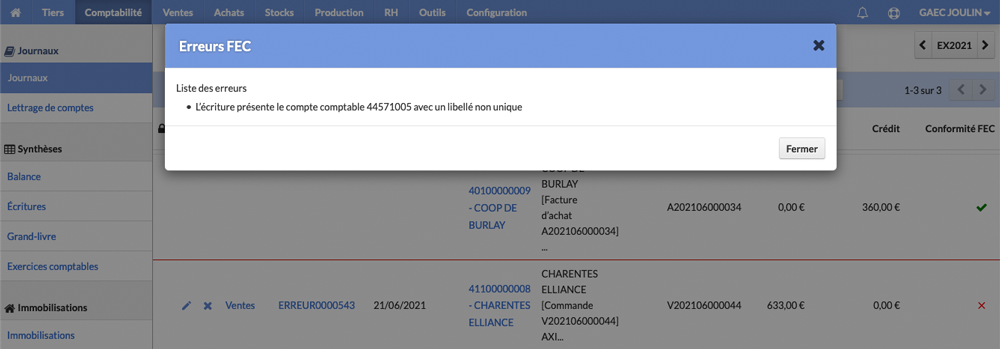 Tiers Comptabilité Ventes Achats Stocks Production RH Outils Configuration GAEC JOULIN
Journaux
Journaux
Lettrage de comptes
Synthèses
Balance
Écritures
Grand-livre
Exercices comptables
Immobilisations
Immobilisations
Erreurs FEC
Liste des erreurs
L'écriture présente le compte comptable 44571005 avec un libellé non unique
Fermer
EX2021
1-3 sur 3
Crédit Conformité FEC
40100000009
- COOP DE
BURLAY
BURLAY
[Facture
d'achat
A202106000034]
...
A202106000034 0,00 € 360,00 €
Ventes ERREUR0000543 21/06/2021
41100000008
- CHARENTES
ELLIANCE
CHARENTES
ELLIANCE
[Commande
V202106000044]
AXI...
V202106000044 633,00 € 0,00 €